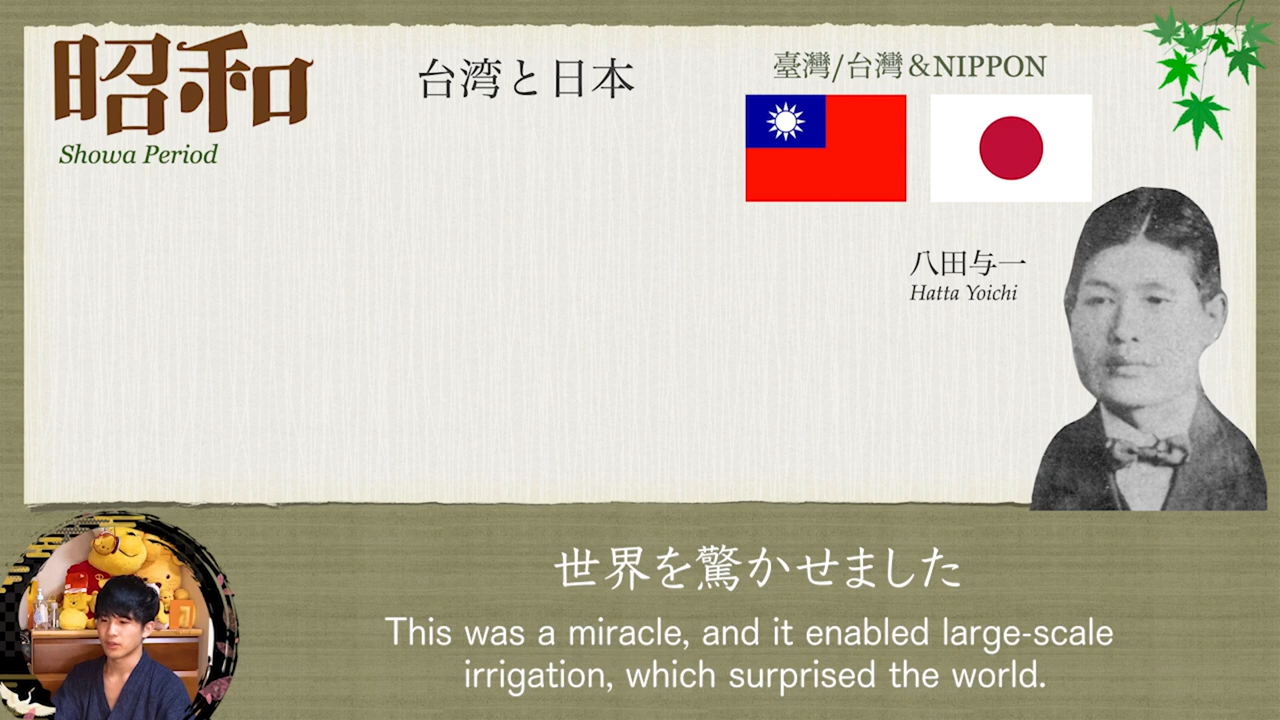 昭和
Showa Period
台湾と日本
臺灣/台灣&NIPPON
八田与一
Hatta Yoichi
世界を驚かせました
This was a miracle, and it enabled large-scale
irrigation, which surprised the world.